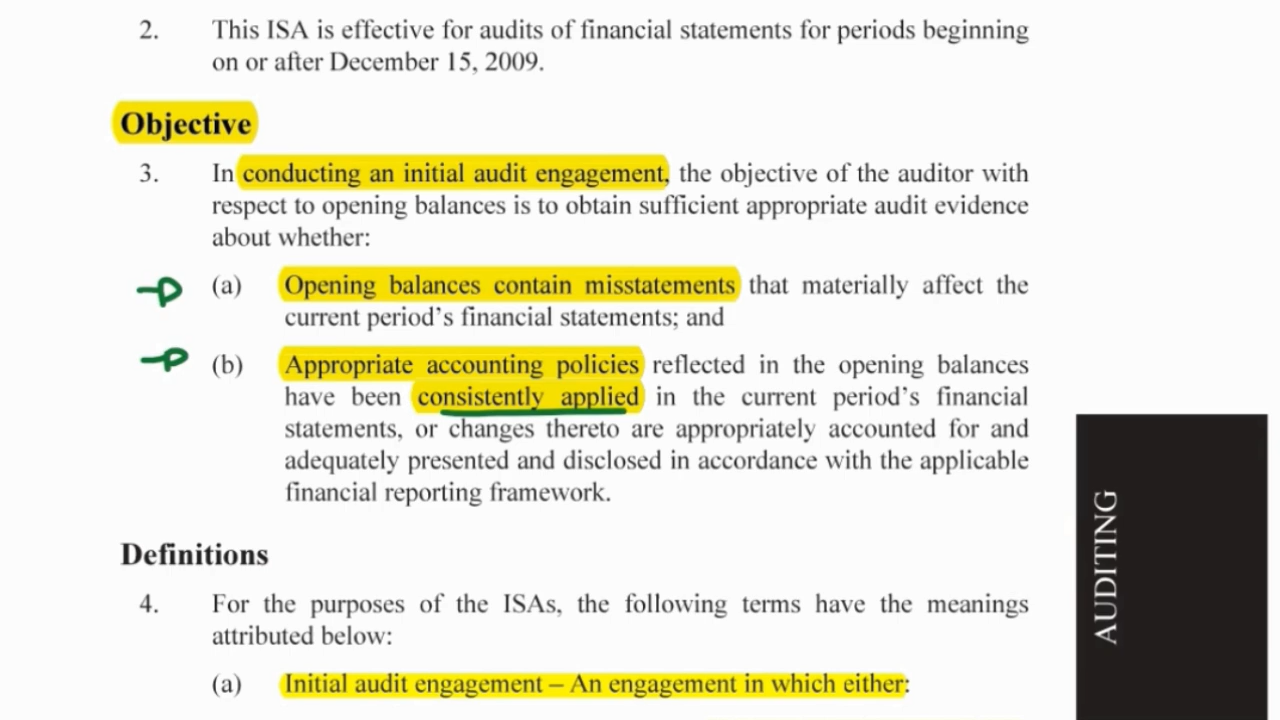 2. This ISA is effective for audits of financial statements for periods beginning
on or after December 15, 2009.
Objective
3. In conducting an initial audit engagement, the objective of the auditor with
respect to opening balances is to obtain sufficient appropriate audit evidence
about whether:
(a) Opening balances contain misstatements that materially affect the
current period's financial statements; and
(b) Appropriate accounting policies reflected in the opening balances
have been consistently applied in the current period's financial
statements, or changes thereto are appropriately accounted for and
adequately presented and disclosed in accordance with the applicable
financial reporting framework.
Definitions
4. For the purposes of the ISAs, the following terms have the meanings
attributed below:
(a) Initial audit engagement – An engagement in which either:
AUDITING